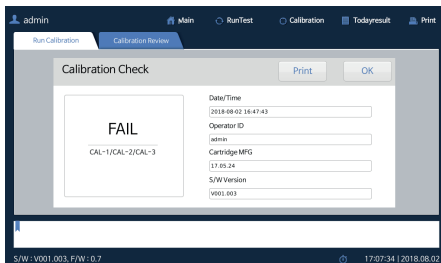 admin
Main
RunTest
Calibration
Todayresult
Print
Run Calibration
Calibration Review
Calibration Check
Print
OK
FAIL
CAL-1/CAL-2/CAL-3
Date/Time
2018-08-02 16:47:43
Operator ID
admin
Cartridge MFG
17.05.24
S/W Version
V001.003
S/W : V001.003, F/W : 0.7
17:07:34 | 2018.08.02